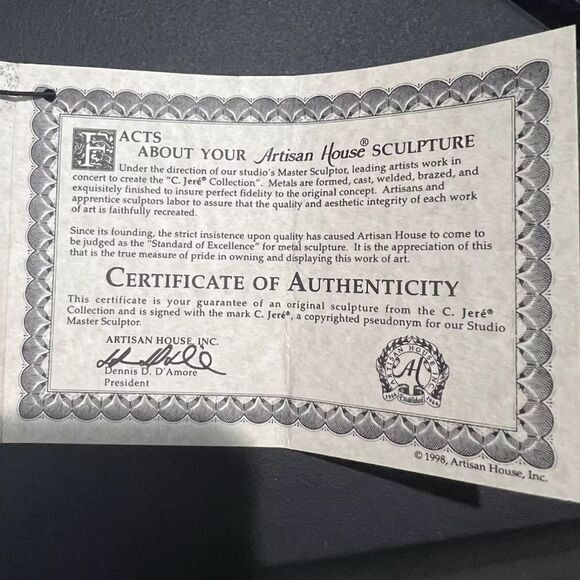 FACTS
ABOUT YOUR Artisan House® SCULPTURE
Under the direction of our studio's Master Sculptor, leading artists work in
concert to create the "C. Jeré® Collection". Metals are formed, cast, welded, brazed, and
exquisitely finished to insure perfect fidelity to the original concept. Artisans and
apprentice sculptors labor to assure that the quality and aesthetic integrity of each work
of art is faithfully recreated.
Since its founding, the strict insistence upon quality has caused Artisan House to come to
be judged as the "Standard of Excellence" for metal sculpture. It is the appreciation of this
that is the true measure of pride in owning and displaying this work of art.
CERTIFICATE OF AUTHENTICITY
This certificate is your guarantee of an original sculpture from the C. Jeré®
Collection and is signed with the mark C. Jeré®, a copyrighted pseudonym for our Studio
Master Sculptor.
ARTISAN HOUSE, INC.
Dennis D. D'Amore
President
ARTISAN HOUSE, INC.
AH
Established
1964 1964
© 1998, Artisan House, Inc.